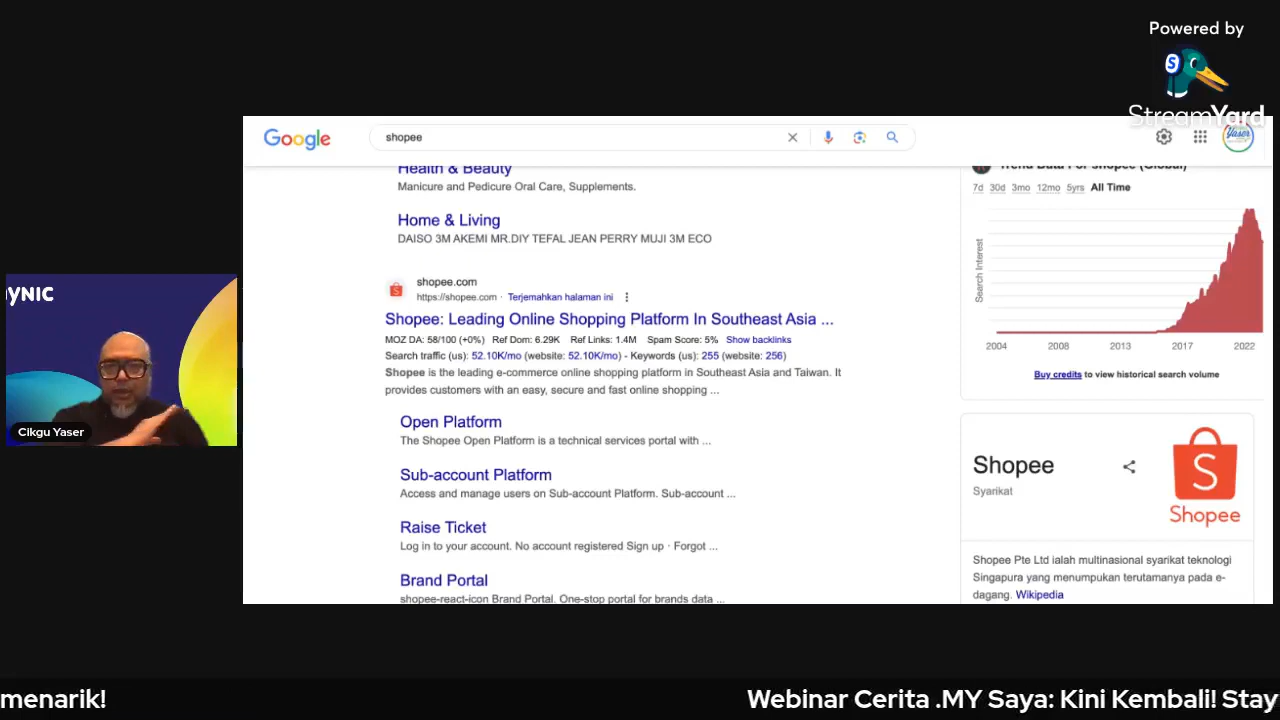 Powered by
StreamYard
Google
shopee
Health & Beauty
Manicure and Pedicure Oral Care, Supplements.
Home & Living
DAISO 3M AKEMI MR.DIY TEFAL JEAN PERRY MUJI 3M ECO
shopee.com
https://shopee.com · Terjemahkan halaman ini
Shopee: Leading Online Shopping Platform In Southeast Asia ...
MOZ DA: 58/100 (+0%) Ref Dom: 6.29K Ref Links: 1.4M Spam Score: 5% Show backlinks
Search traffic (us): 52.10K/mo (website: 52.10K/mo) - Keywords (us): 255 (website: 256)
Shopee is the leading e-commerce online shopping platform in Southeast Asia and Taiwan. It
provides customers with an easy, secure and fast online shopping ...
Open Platform
The Shopee Open Platform is a technical services portal with ...
Sub-account Platform
Access and manage users on Sub-account Platform. Sub-account ...
Raise Ticket
Log in to your account. No account registered Sign up · Forgot ...
Brand Portal
shopee-react-icon Brand Portal. One-stop portal for brands data ...
Trend Data For shopee (Global)
7d 30d 3mo 12mo 5yrs All Time
Search Interest
2004 2008 2013 2017 2022
Buy credits to view historical search volume
Shopee
Syarikat
S
Shopee
Shopee Pte Ltd ialah multinasional syarikat teknologi
Singapura yang menumpukan terutamanya pada e-
dagang. Wikipedia
YNIC
Cikgu Yaser
menarik!
Webinar Cerita .MY Saya: Kini Kembali! Stay